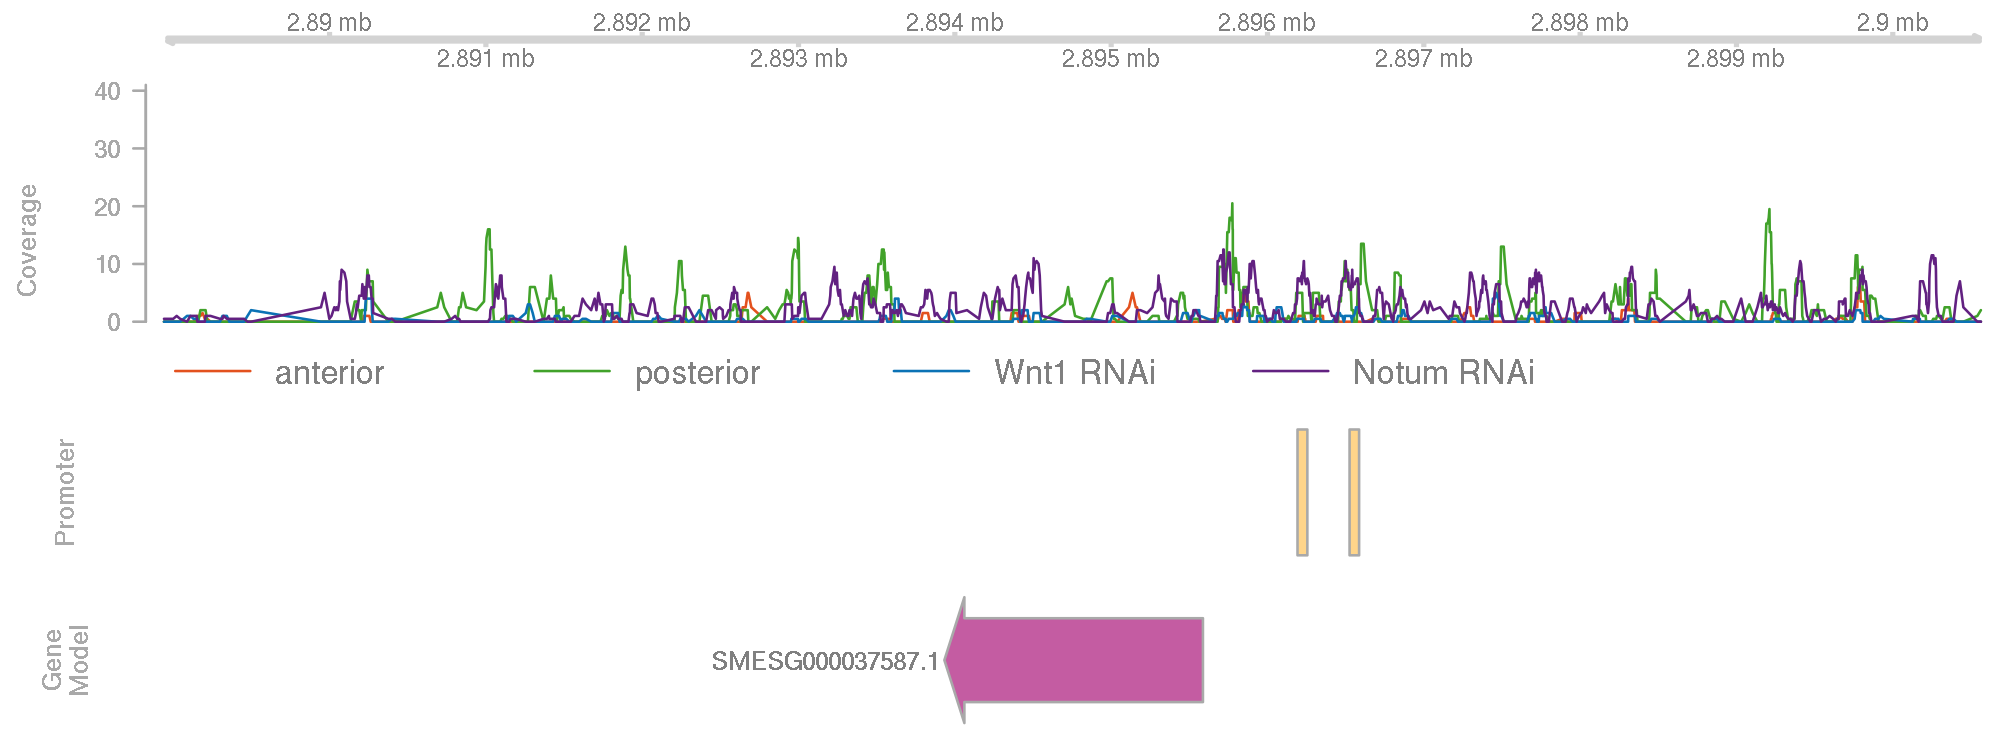 2.89 mb 2.892 mb 2.894 mb 2.896 mb 2.898 mb 2.9 mb
2.891 mb 2.893 mb 2.895 mb 2.897 mb 2.899 mb
40
30
20
10
0
Coverage
anterior posterior Wnt1 RNAi Notum RNAi
Promoter
Gene
Model
SMESG000037587.1